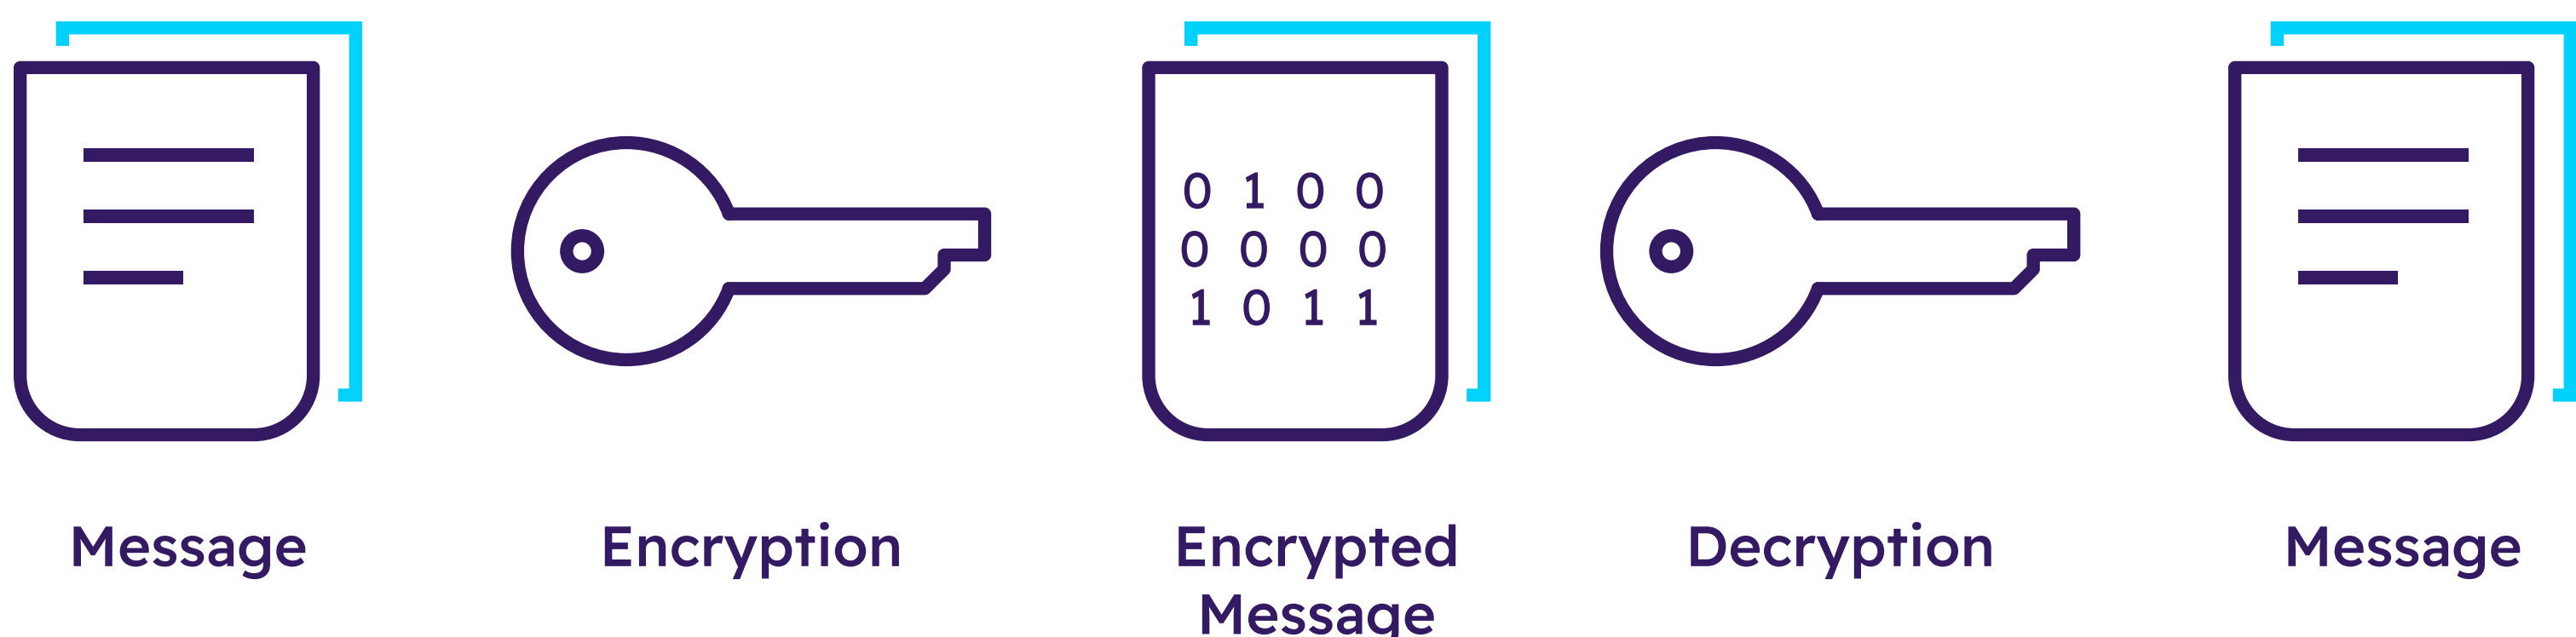 0 1 0 0
0 0 0 0
1 0 1 1
Message
Encryption
Encrypted
Message
Decryption
Message